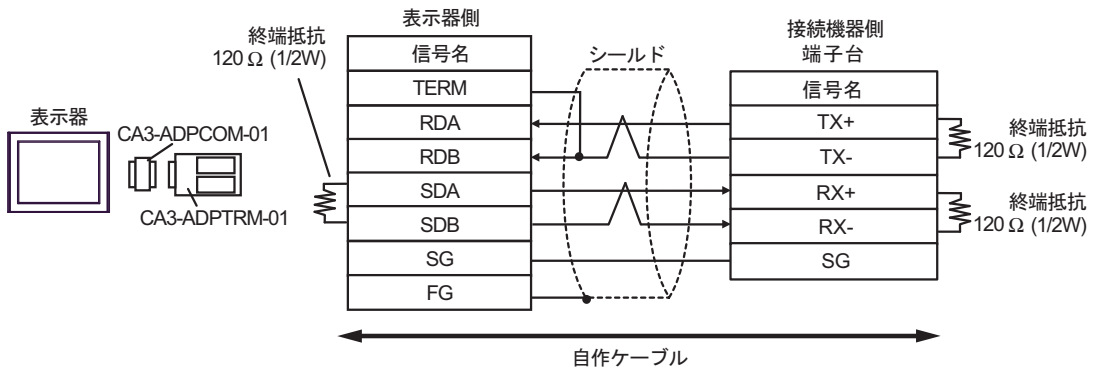 表示器
CA3-ADPCOM-01
CA3-ADPTRM-01
終端抵抗
120 Ω (1/2W)
表示器側
信号名
TERM
RDA
RDB
SDA
SDB
SG
FG
シールド
接続機器側
端子台
信号名
TX+
TX-
RX+
RX-
SG
終端抵抗
120 Ω (1/2W)
終端抵抗
120 Ω (1/2W)
自作ケーブル